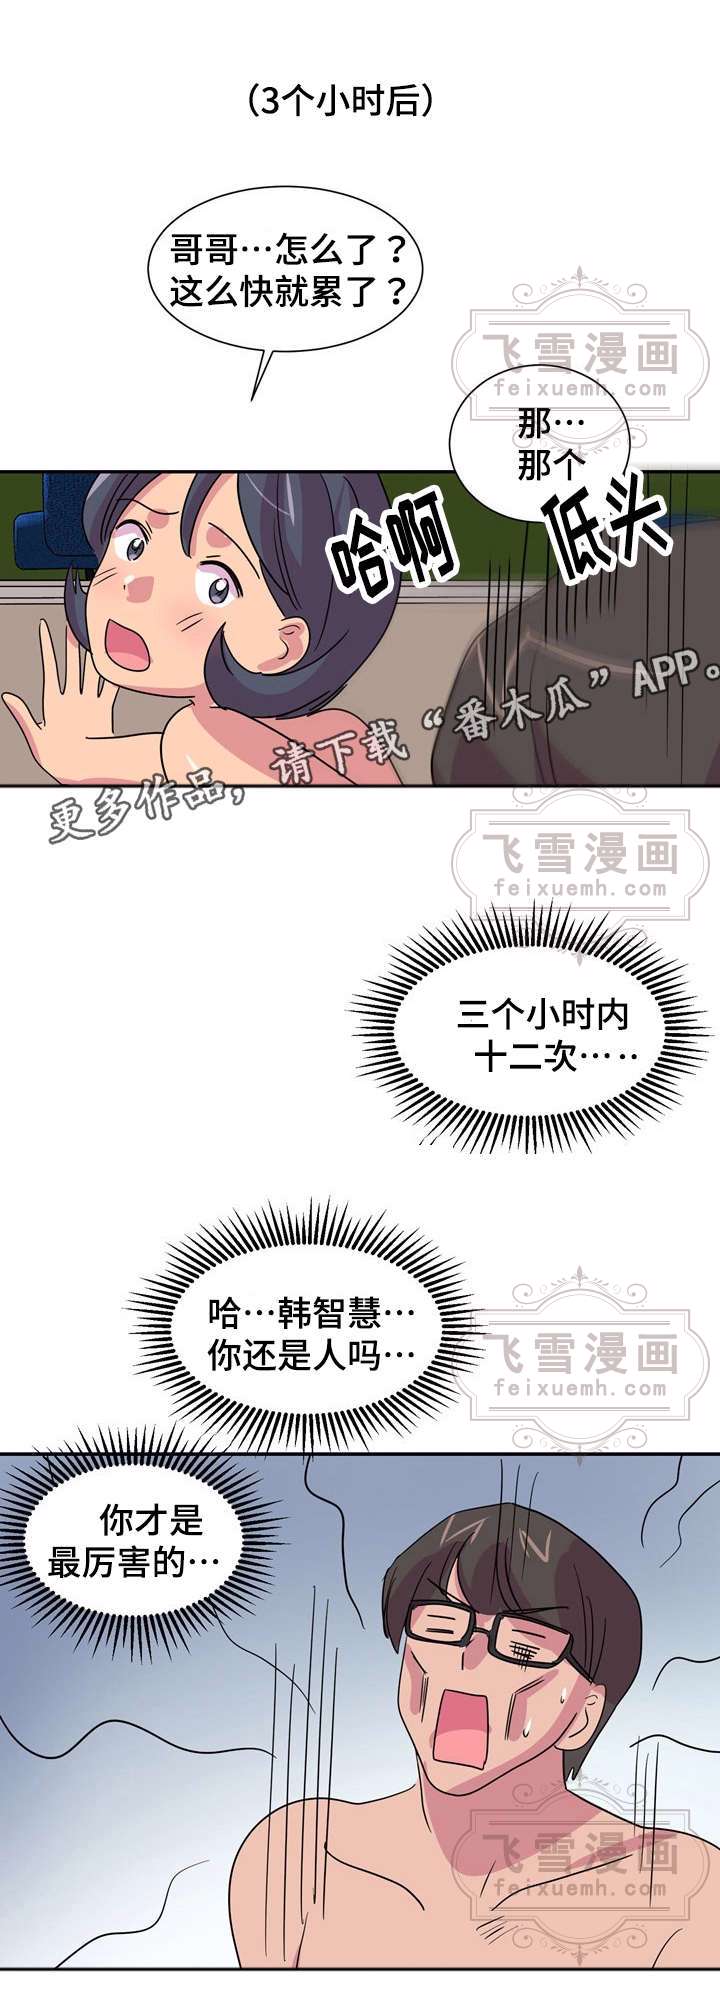 （3个小时后）
哥哥…怎么了？
这么快就累了？
飞雪漫画
feixuemh.com
那…
那个
哈啊
低头
更多作品，请下载“番木瓜”APP。
飞雪漫画
feixuemh.com
三个小时内
十二次……
哈…韩智慧…
你还是人吗…
飞雪漫画
feixuemh.com
你才是
最厉害的…
飞雪漫画
feixuemh.com